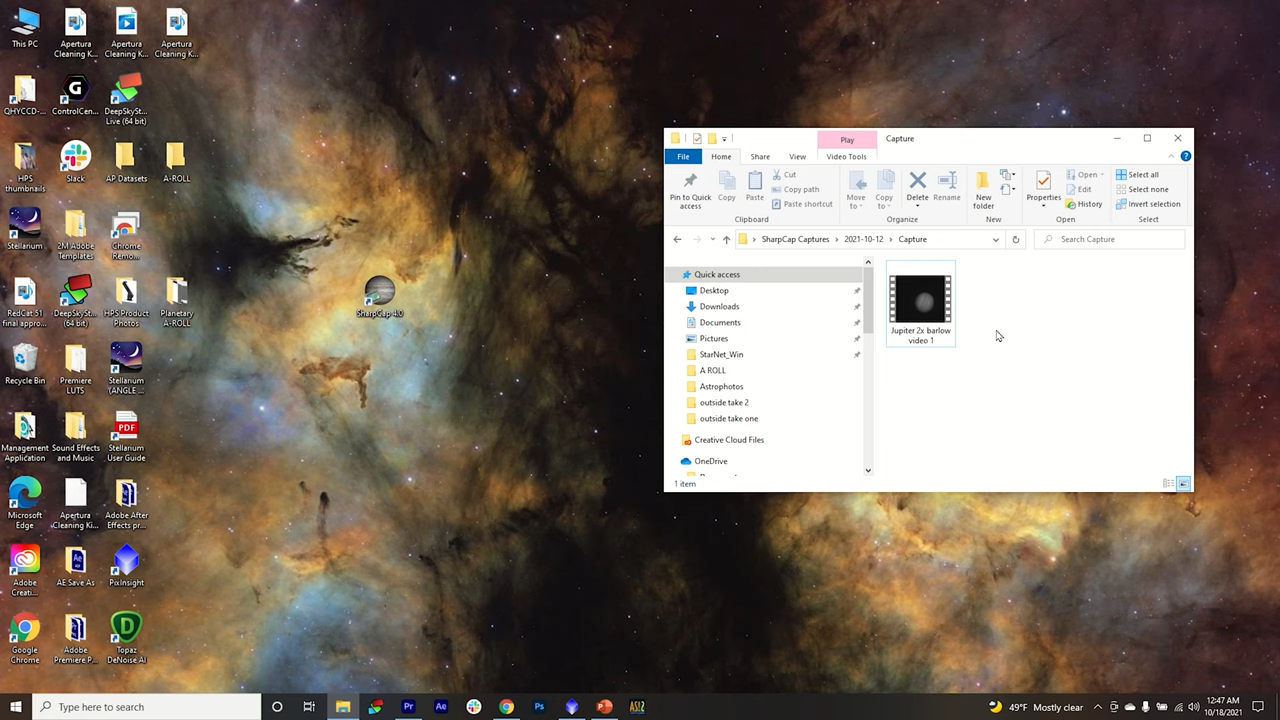 This PC
Apertura
Cleaning K...
Apertura
Cleaning K...
Apertura
Cleaning K...
QHYCCD-...
ControlCen...
DeepSkySt...
Live (64 bit)
HPS
thumbnails
Slack
AP Datasets
A-ROLL
Stellarium
2M Adobe
Templates
Chrome
Remo...
RedCat 51
final appro...
DeepSkySt...
(64 bit)
HPS Product
Photos
Planetary
A-ROLL
SharpCap 4.0
Recycle Bin
Premiere
LUTS
Stellarium
(ANGLE ...
Management
Application
Sound Effects
and Music
PDF
Stellarium
User Guide
Microsoft
Edge
Apertura
Cleaning Ki...
Adobe After
Effects pr...
Adobe
Creati...
Ae
AE Save As
PixInsight
Google
Chrome
Adobe
Premiere P...
Topaz
DeNoise AI
Play
Capture
File
Home
Share
View
Video Tools
Pin to Quick
access
Copy
Paste
Cut
Copy path
Paste shortcut
Clipboard
Move
to
Copy
to
Delete
Rename
Organize
New
folder
New
Properties
Open
Edit
History
Open
Select all
Select none
Invert selection
Select
SharpCap Captures
2021-10-12
Capture
Search Capture
Quick access
Desktop
Downloads
Documents
Pictures
StarNet_Win
A ROLL
Astrophotos
outside take 2
outside take one
Creative Cloud Files
OneDrive
Jupiter 2x barlow
video 1
1 item
Type here to search
Pr
Ae
Ps
49°F Mostly clear
12:47 AM
10/18/2021